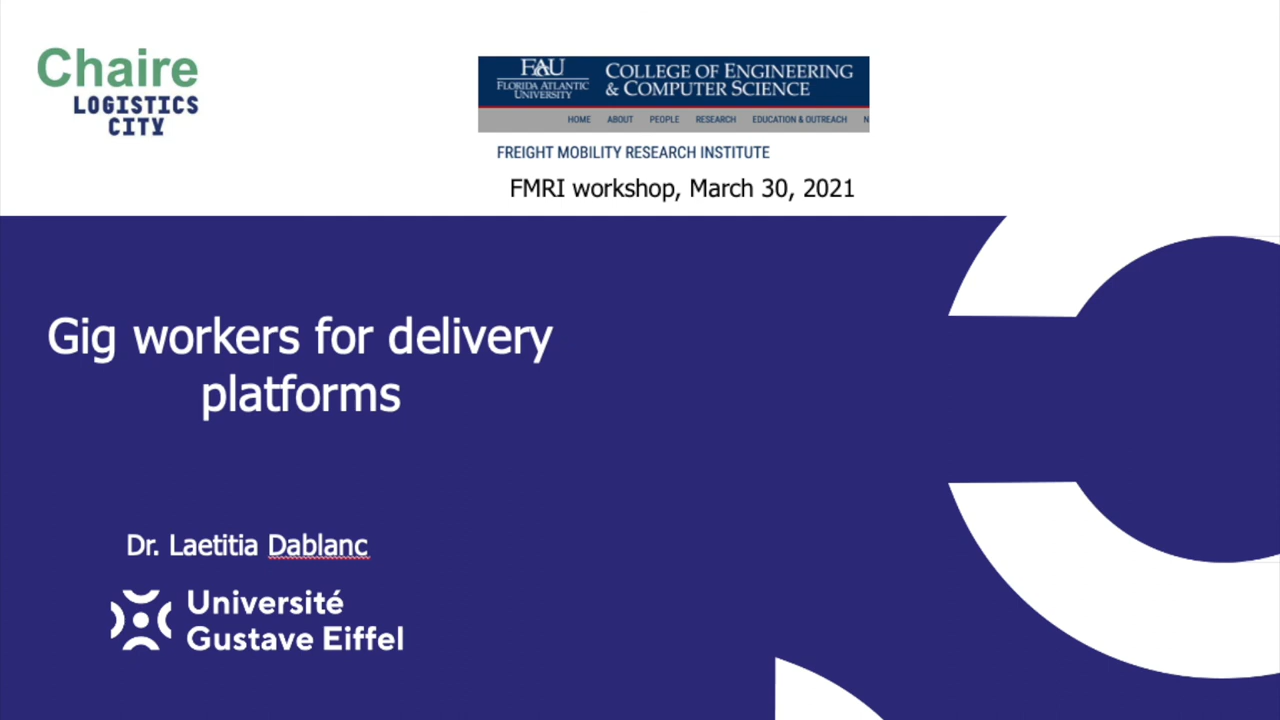 Chaire
LOGISTICS
CITY
FAU
FLORIDA ATLANTIC
UNIVERSITY
COLLEGE OF ENGINEERING
& COMPUTER SCIENCE
HOME ABOUT PEOPLE RESEARCH EDUCATION & OUTREACH N
FREIGHT MOBILITY RESEARCH INSTITUTE
FMRI workshop, March 30, 2021
Gig workers for delivery
platforms
Dr. Laetitia Dablanc
Université
Gustave Eiffel